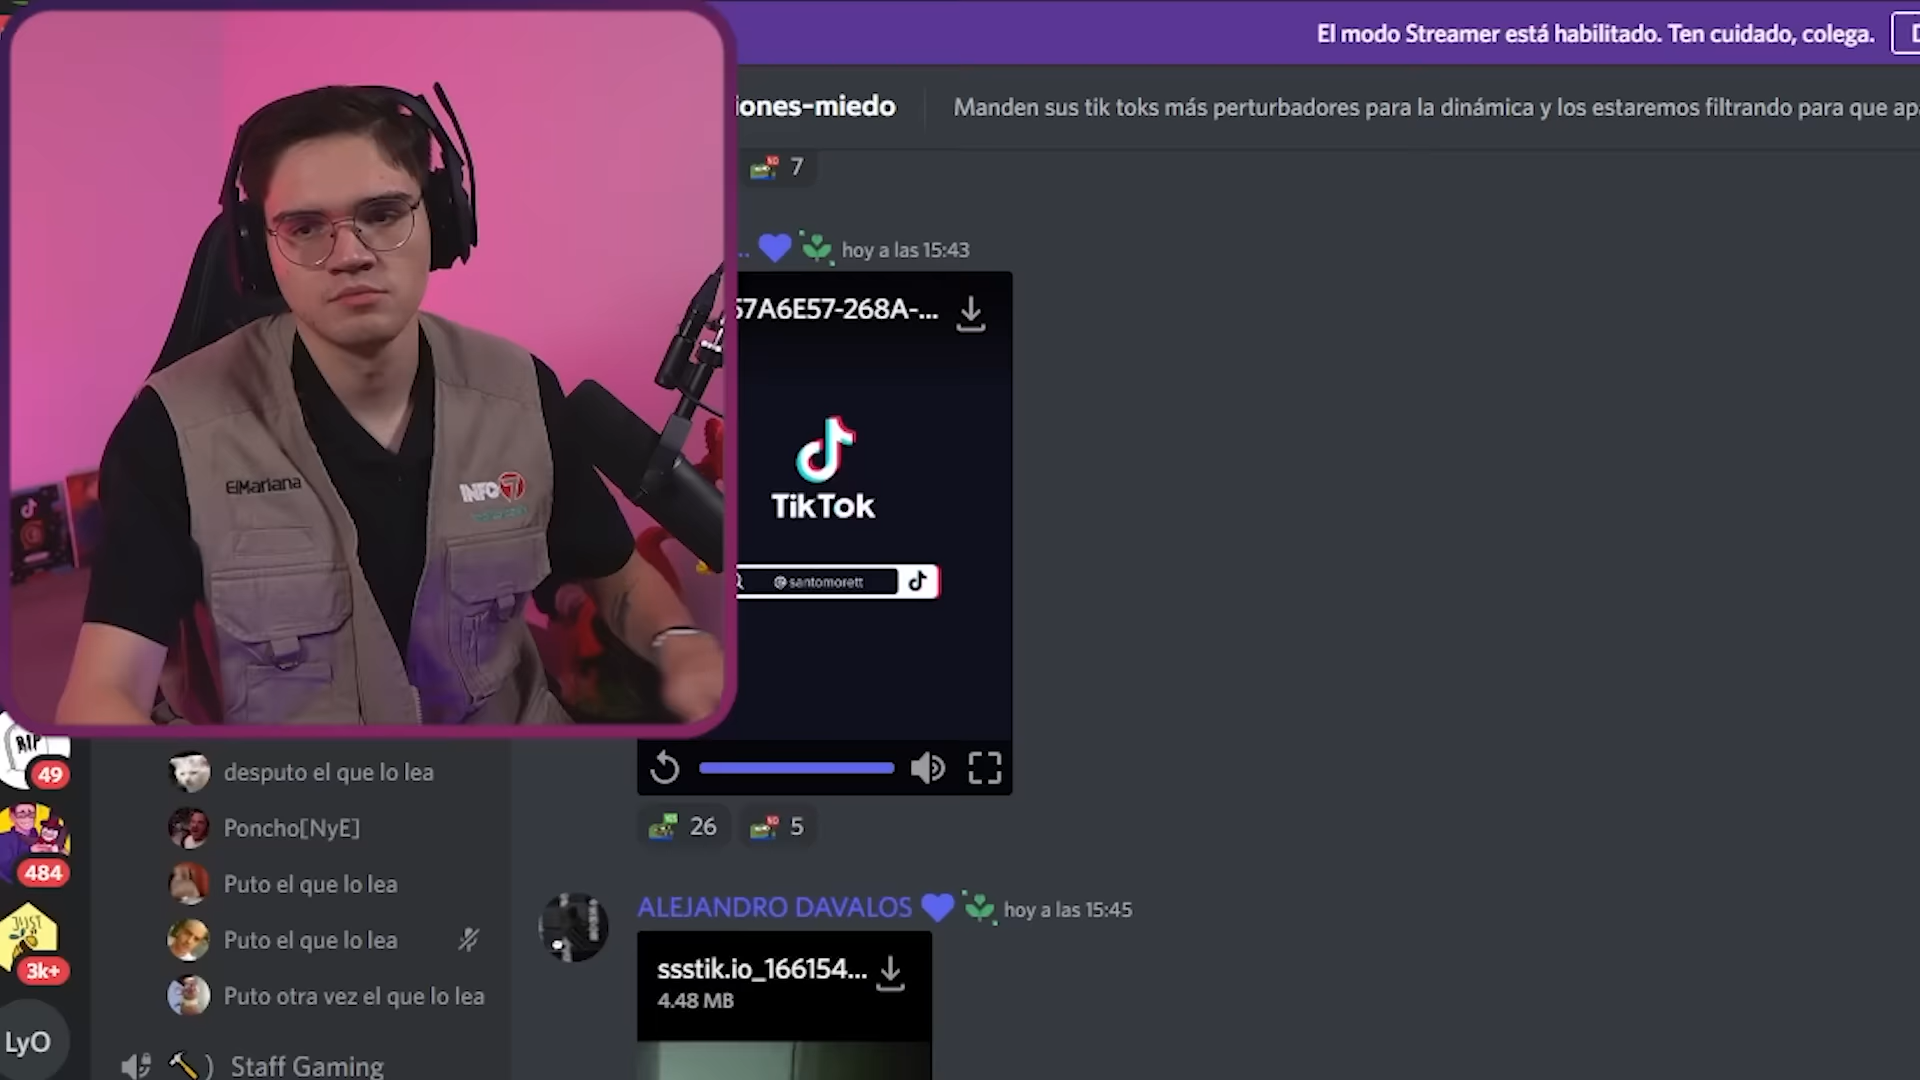 El modo Streamer está habilitado. Ten cuidado, colega.
iones-miedo
Manden sus tik toks más perturbadores para la dinámica y los estaremos filtrando para que apa
7
hoy a las 15:43
57A6E57-268A-...
TikTok
@santomorett
ElMariana
INFO7
26
5
RIP
49
484
JUST
3k+
LyO
desputo el que lo lea
Poncho[NyE]
Puto el que lo lea
Puto el que lo lea
Puto otra vez el que lo lea
Staff Gaming
ALEJANDRO DAVALOS
hoy a las 15:45
ssstik.io_166154...
4.48 MB